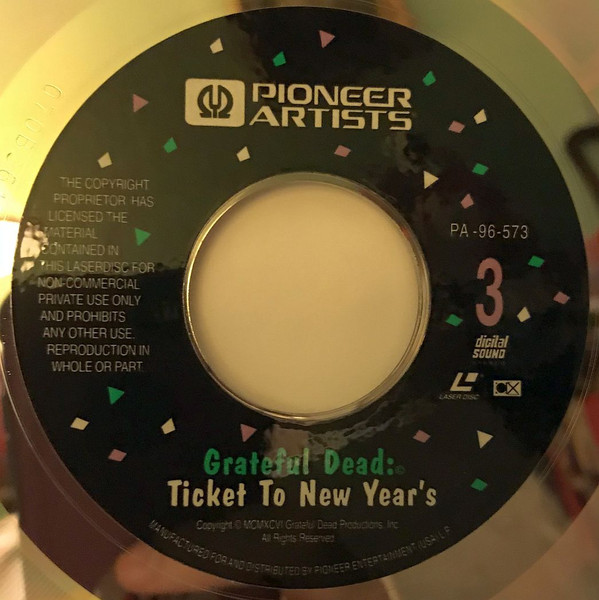 PIONEER
ARTISTS
THE COPYRIGHT
PROPRIETOR HAS
LICENSED THE
MATERIAL
CONTAINED IN
THIS LASERDISC FOR
NON-COMMERCIAL
PRIVATE USE ONLY
AND PROHIBITS
ANY OTHER USE.
REPRODUCTION IN
WHOLE OR PART.
PA-96-573
3
digital
SOUND
LASER DISC
CX
Grateful Dead:©
Ticket To New Year's
Copyright © MCMXCVI Grateful Dead Productions, Inc.
All Rights Reserved
MANUFACTURED FOR AND DISTRIBUTED BY PIONEER ENTERTAINMENT (USA) L.P.